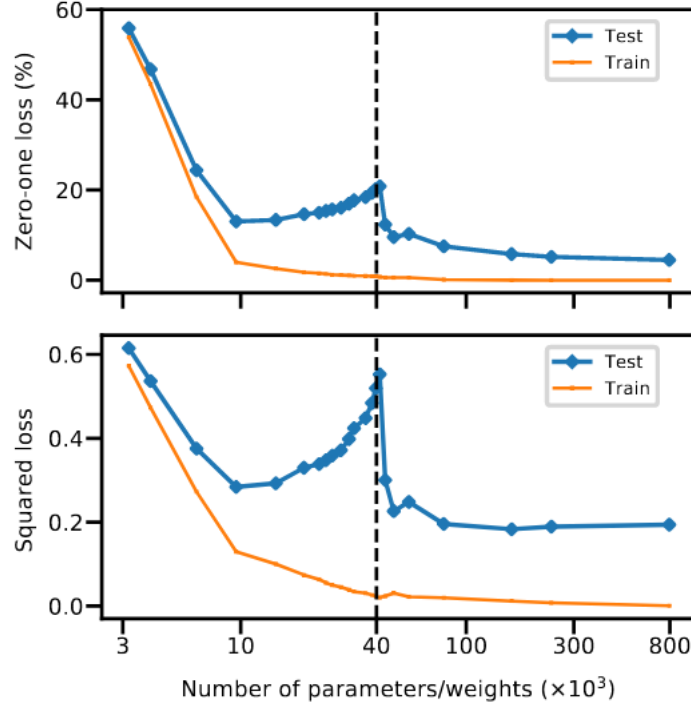 60
40
20
0
Zero-one loss (%)
Test
Train
0.6
0.4
0.2
0.0
Squared loss
Test
Train
3 10 40 100 300 800
Number of parameters/weights (×10³)